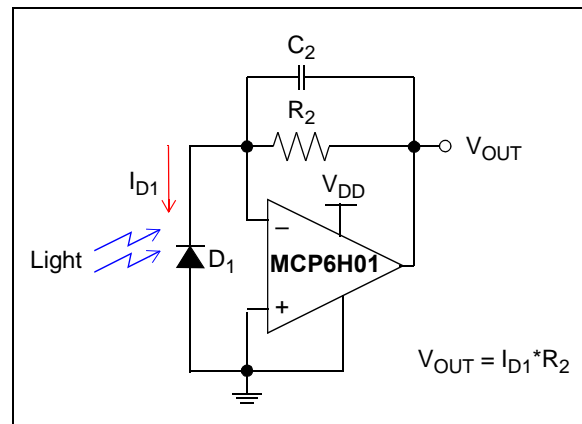 C2
R2
VOUT
ID1
VDD
−
Light
D1
MCP6H01
+
VOUT = ID1*R2